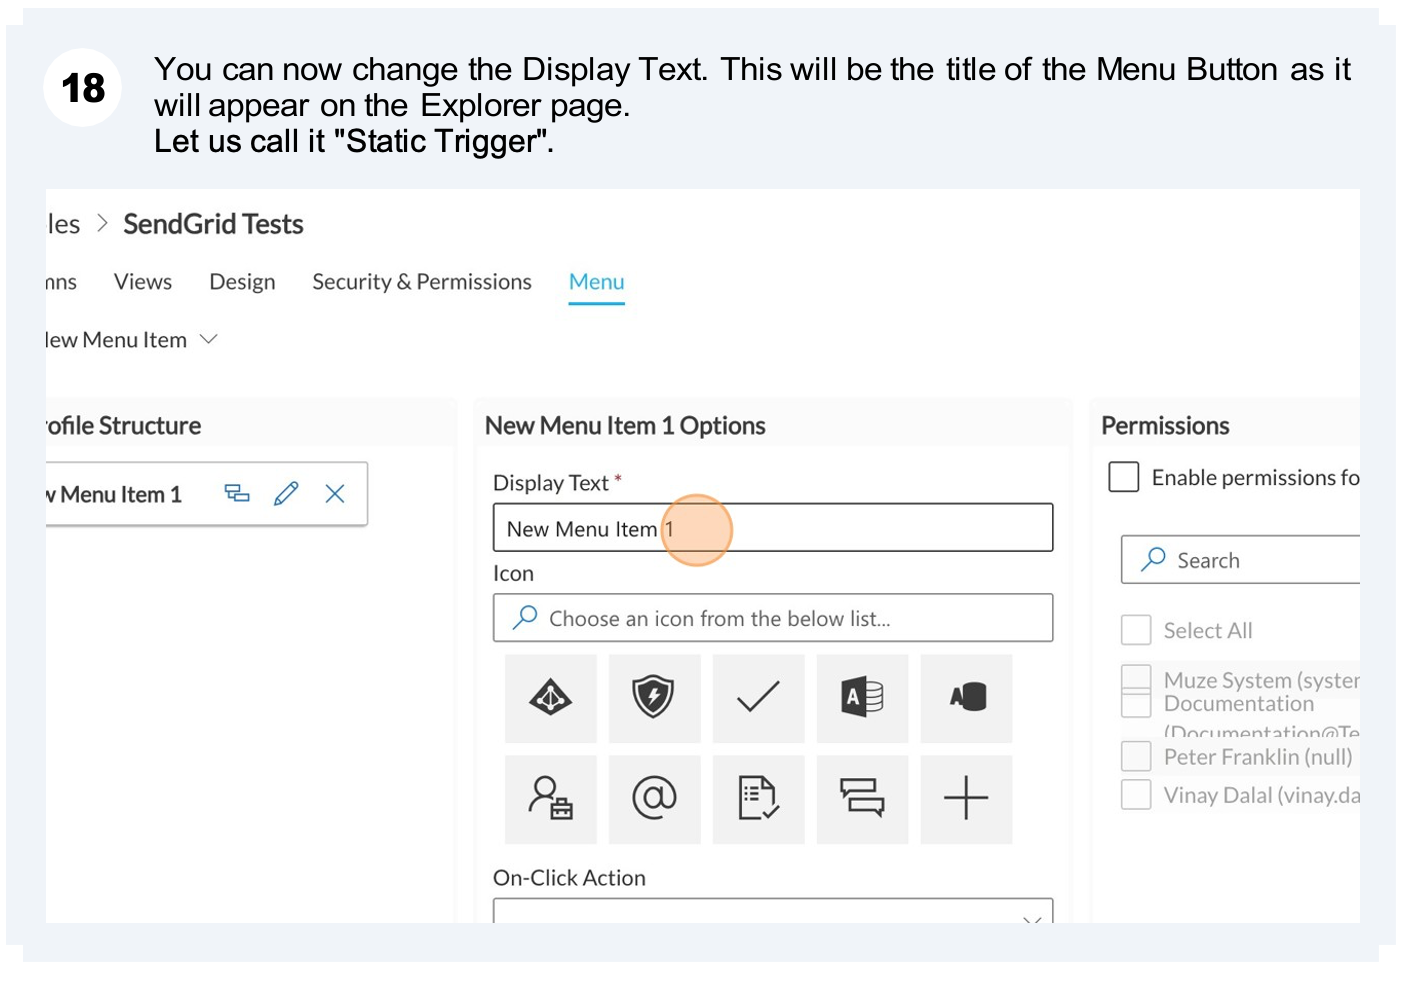 18
You can now change the Display Text. This will be the title of the Menu Button as it
will appear on the Explorer page.
Let us call it "Static Trigger".
les > SendGrid Tests
mns Views Design Security & Permissions Menu
New Menu Item
rofile Structure
w Menu Item 1
New Menu Item 1 Options
Display Text *
New Menu Item 1
Icon
Choose an icon from the below list...
A
A
@
On-Click Action
Permissions
Enable permissions fo
Search
Select All
Muze System (syster
Documentation
(Documentation@Te
Peter Franklin (null)
Vinay Dalal (vinay.da